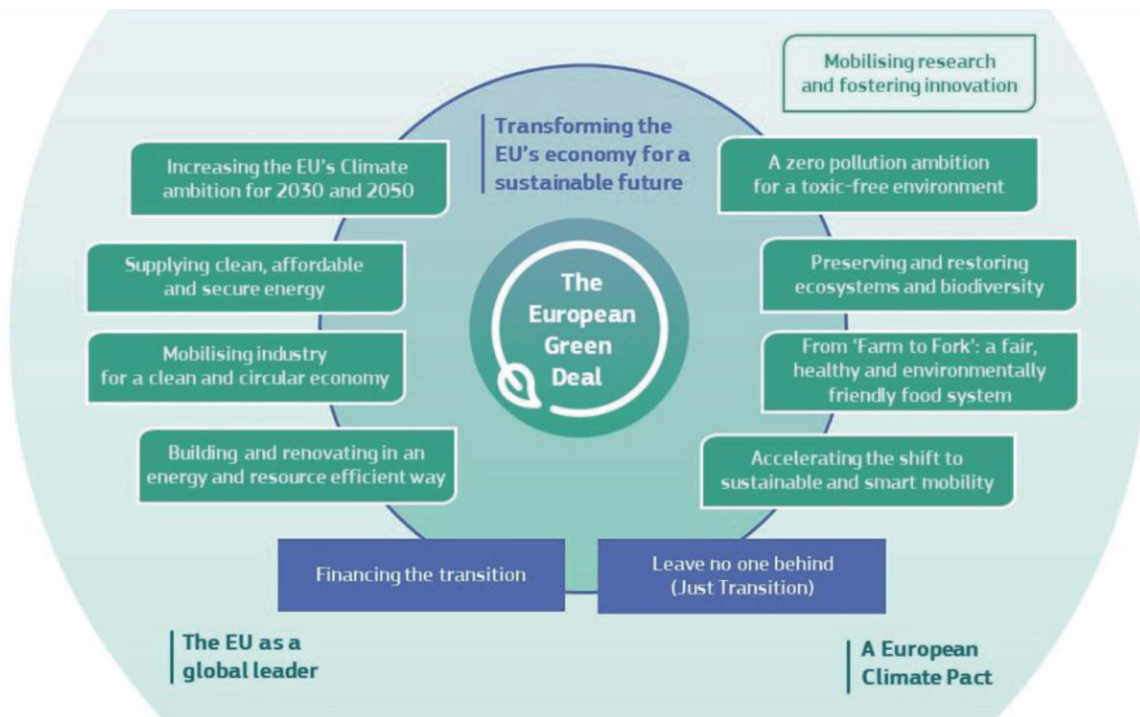 Mobilising research
and fostering innovation
Transforming the
EU's economy for a
sustainable future
Increasing the EU's Climate
ambition for 2030 and 2050
A zero pollution ambition
for a toxic-free environment
Supplying clean, affordable
and secure energy
Preserving and restoring
ecosystems and biodiversity
The
European
Green
Deal
Mobilising industry
for a clean and circular economy
From ‘Farm to Fork’: a fair,
healthy and environmentally
friendly food system
Building and renovating in an
energy and resource efficient way
Accelerating the shift to
sustainable and smart mobility
Financing the transition
Leave no one behind
(Just Transition)
The EU as a
global leader
A European
Climate Pact